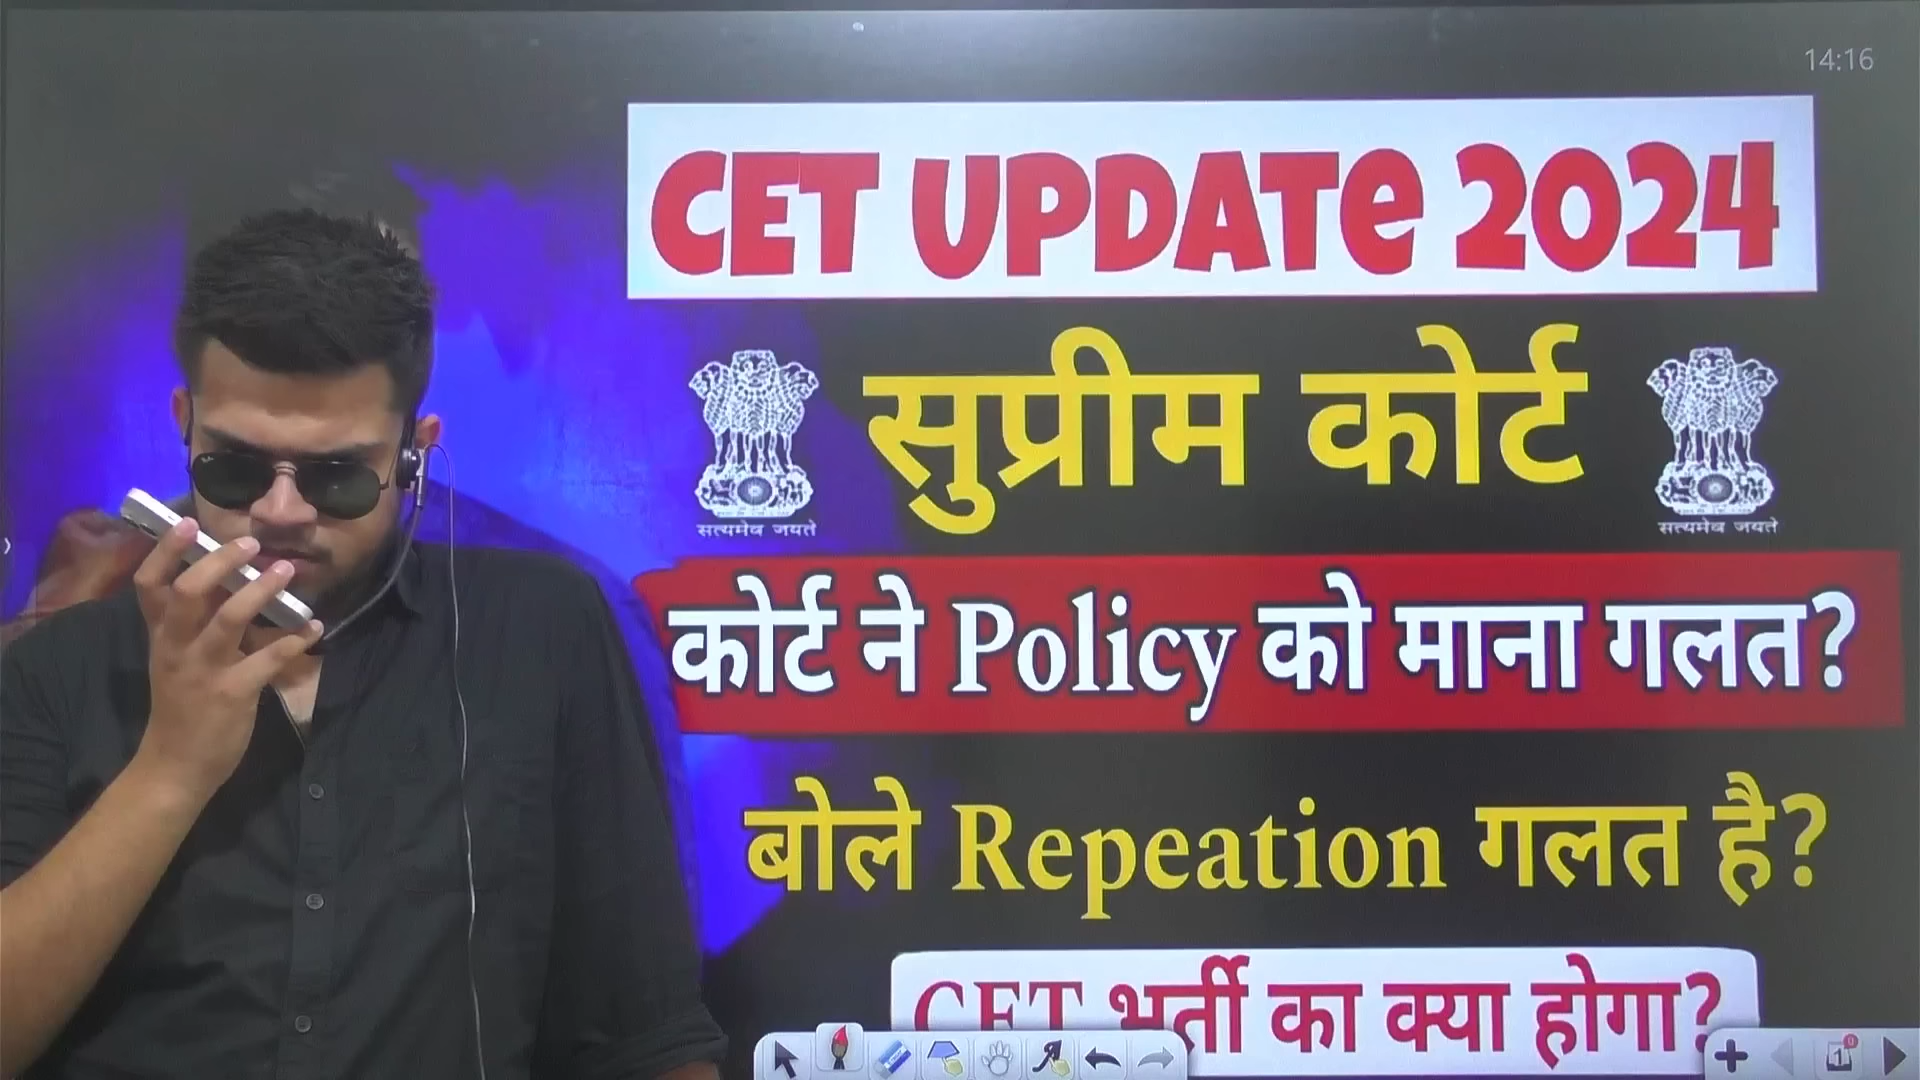 14:16
CET UPDATE 2024
सुप्रीम कोर्ट
सत्यमेव जयते
सत्यमेव जयते
कोर्ट ने Policy को माना गलत?
बोले Repeation गलत है?
CET भर्ती का क्या होगा?